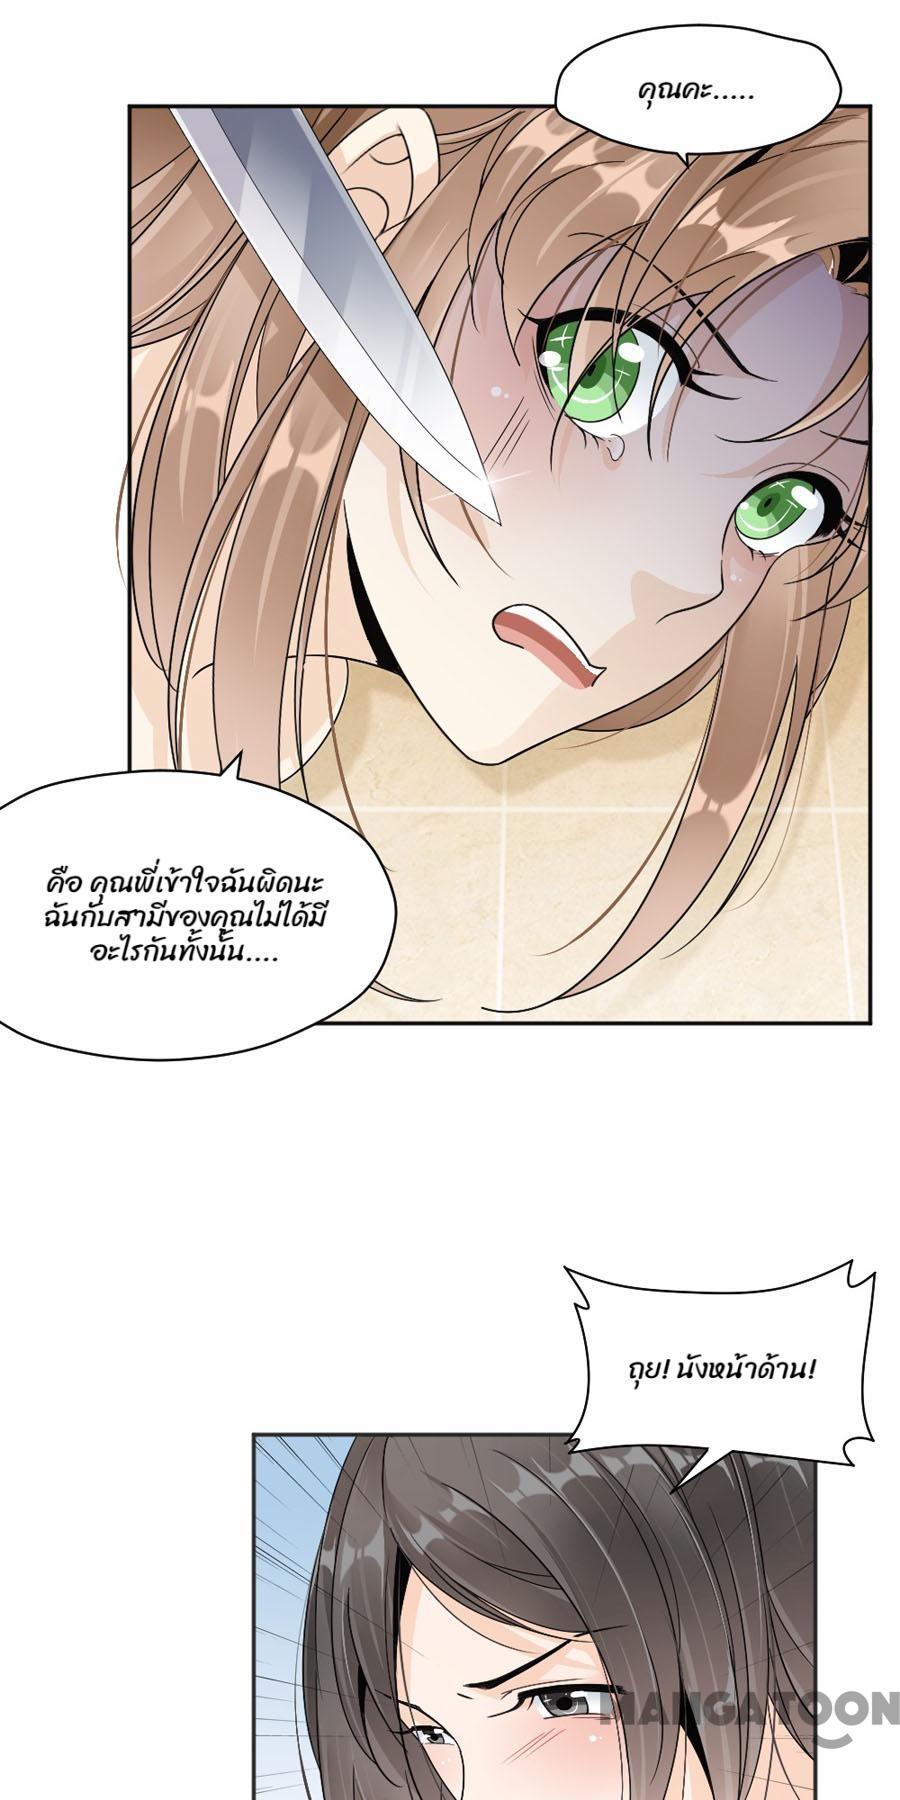 คุณคะ.....
คือ คุณพี่เข้าใจฉันผิดนะ
ฉันกับสามีของคุณไม่ได้มี
อะไรกันทั้งนั้น....
ถุย! นังหน้าด้าน!
MANGATOON